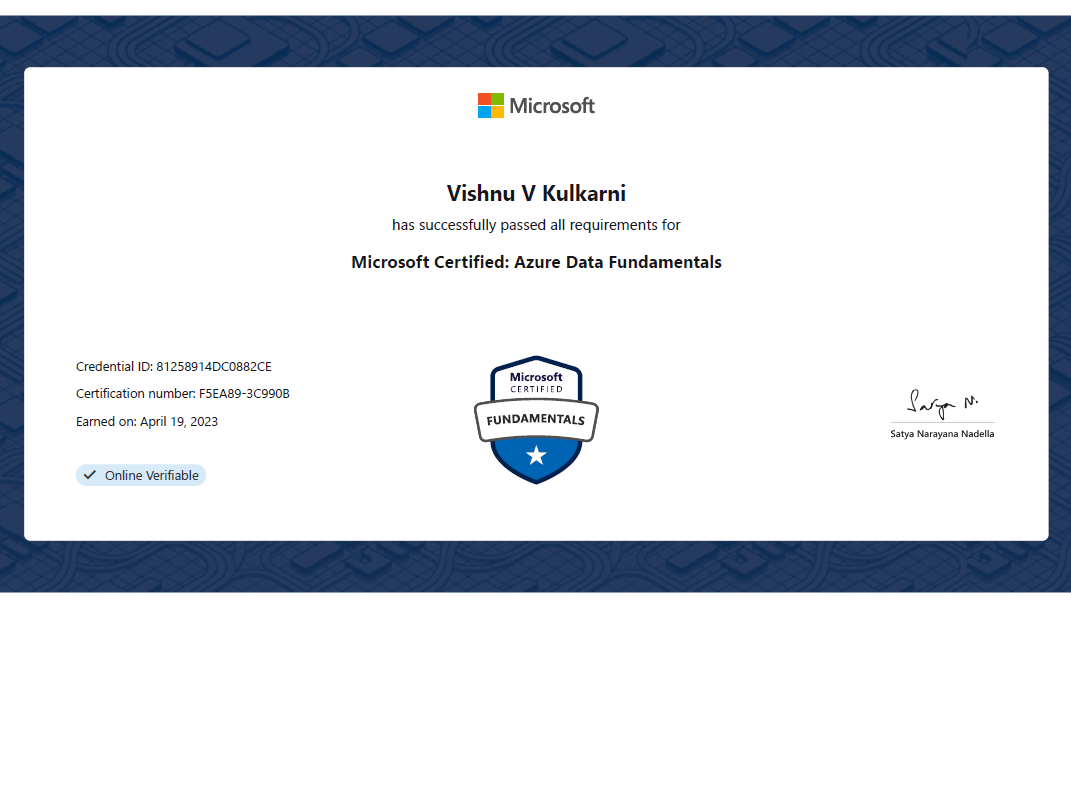 Microsoft
Vishnu V Kulkarni
has successfully passed all requirements for
Microsoft Certified: Azure Data Fundamentals
Credential ID: 81258914DC0882CE
Certification number: F5EA89-3C990B
Earned on: April 19, 2023
Online Verifiable
Microsoft
CERTIFIED
FUNDAMENTALS
Satya N.
Satya Narayana Nadella